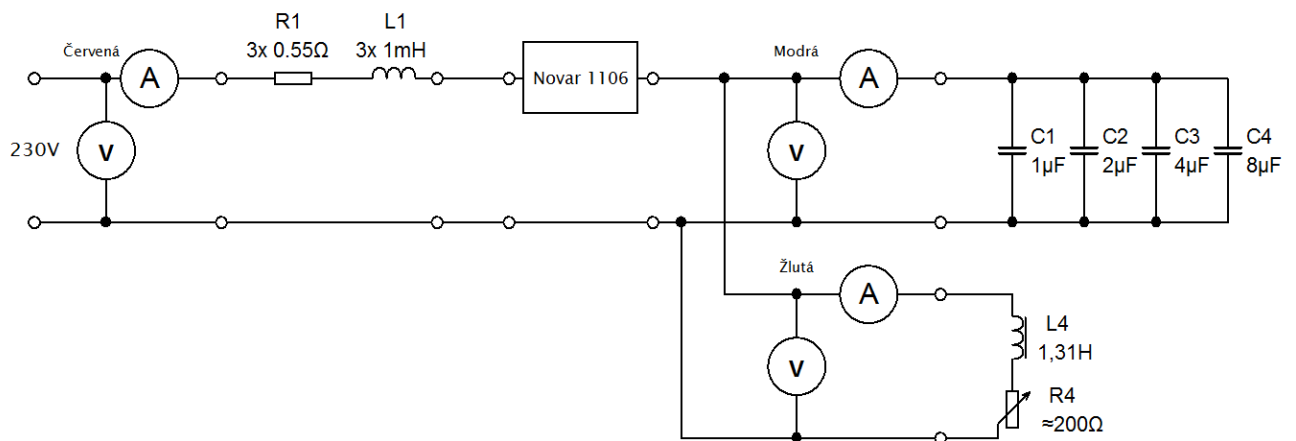 Červená
A
V
230V
R1
3x 0.55Ω
L1
3x 1mH
Novar 1106
Modrá
A
V
C1
1µF
C2
2µF
C3
4µF
C4
8µF
Žlutá
A
V
L4
1,31H
R4
≈200Ω